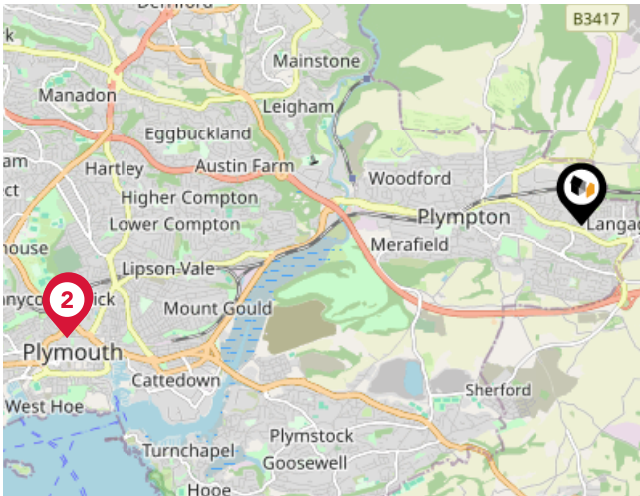 B3417
Mainstone
Manadon
Leigham
Eggbuckland
Hartley
Austin Farm
Woodford
Higher Compton
Plympton
Lower Compton
Langag
Merafield
Lipson Vale
2
Mount Gould
Plymouth
Cattedown
Sherford
West Hoe
Plymstock
Turnchapel
Goosewell
Hooe